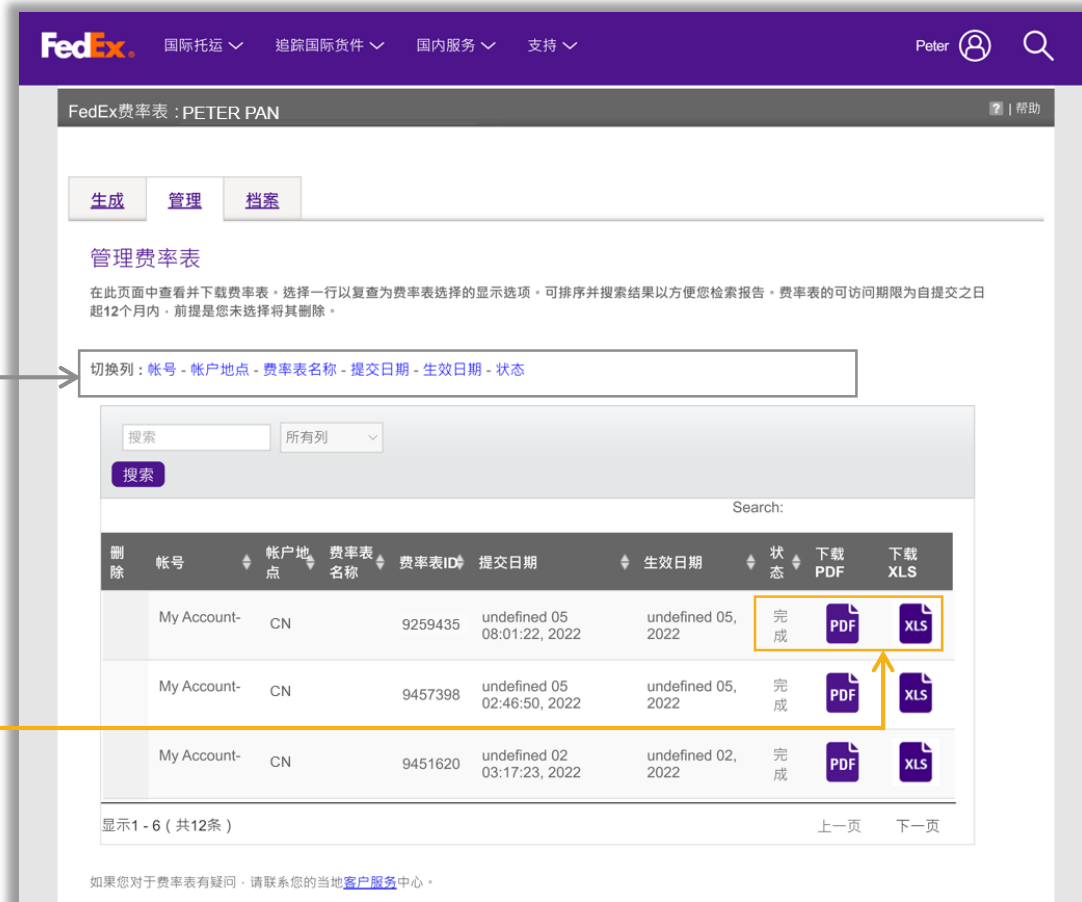 FedEx. 国际托运 追踪国际货件 国内服务 支持 Peter
FedEx费率表 : PETER PAN ? | 帮助
生成 管理 档案
管理费率表
在此页面中查看并下载费率表。选择一行以复查为费率表选择的显示选项。可排序并搜索结果以方便您检索报告。费率表的可访问期限为自提交之日
起12个月内，前提是您未选择将其删除。
切换列 : 帐号 - 帐户地点 - 费率表名称 - 提交日期 - 生效日期 - 状态
搜索 所有列
搜索
Search:
删除 帐号 帐户地点 费率表名称 费率表ID 提交日期 生效日期 状态 下载 PDF 下载 XLS
My Account- CN 9259435 undefined 05 08:01:22, 2022 undefined 05, 2022 完成 PDF XLS
My Account- CN 9457398 undefined 05 02:46:50, 2022 undefined 05, 2022 完成 PDF XLS
My Account- CN 9451620 undefined 02 03:17:23, 2022 undefined 02, 2022 完成 PDF XLS
显示1 - 6 ( 共12条 ) 上一页 下一页
如果您对于费率表有疑问，请联系您的当地客户服务中心。